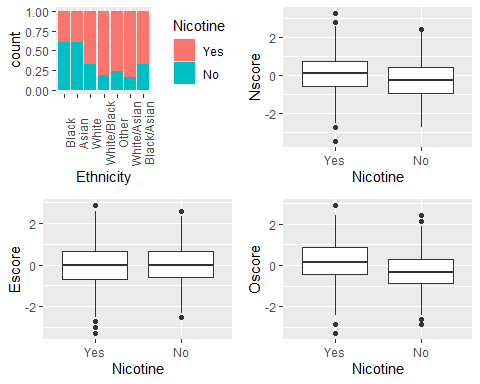 1.00
0.75
0.50
0.25
0.00
count
Black
Asian
White
White/Black
Other
White/Asian
Black/Asian
Ethnicity
Nicotine
Yes
No
2
0
-2
Nscore
Yes
No
Nicotine
2
0
-2
Escore
Yes
No
Nicotine
2
0
-2
Oscore
Yes
No
Nicotine